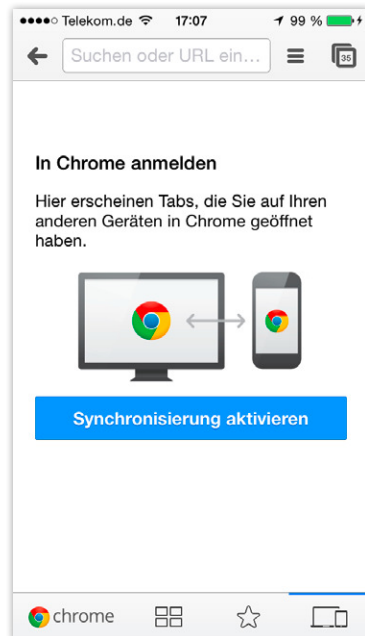 Telekom.de 17:07 99 %
Suchen oder URL ein...
35
In Chrome anmelden
Hier erscheinen Tabs, die Sie auf Ihren
anderen Geräten in Chrome geöffnet
haben.
Synchronisierung aktivieren
chrome